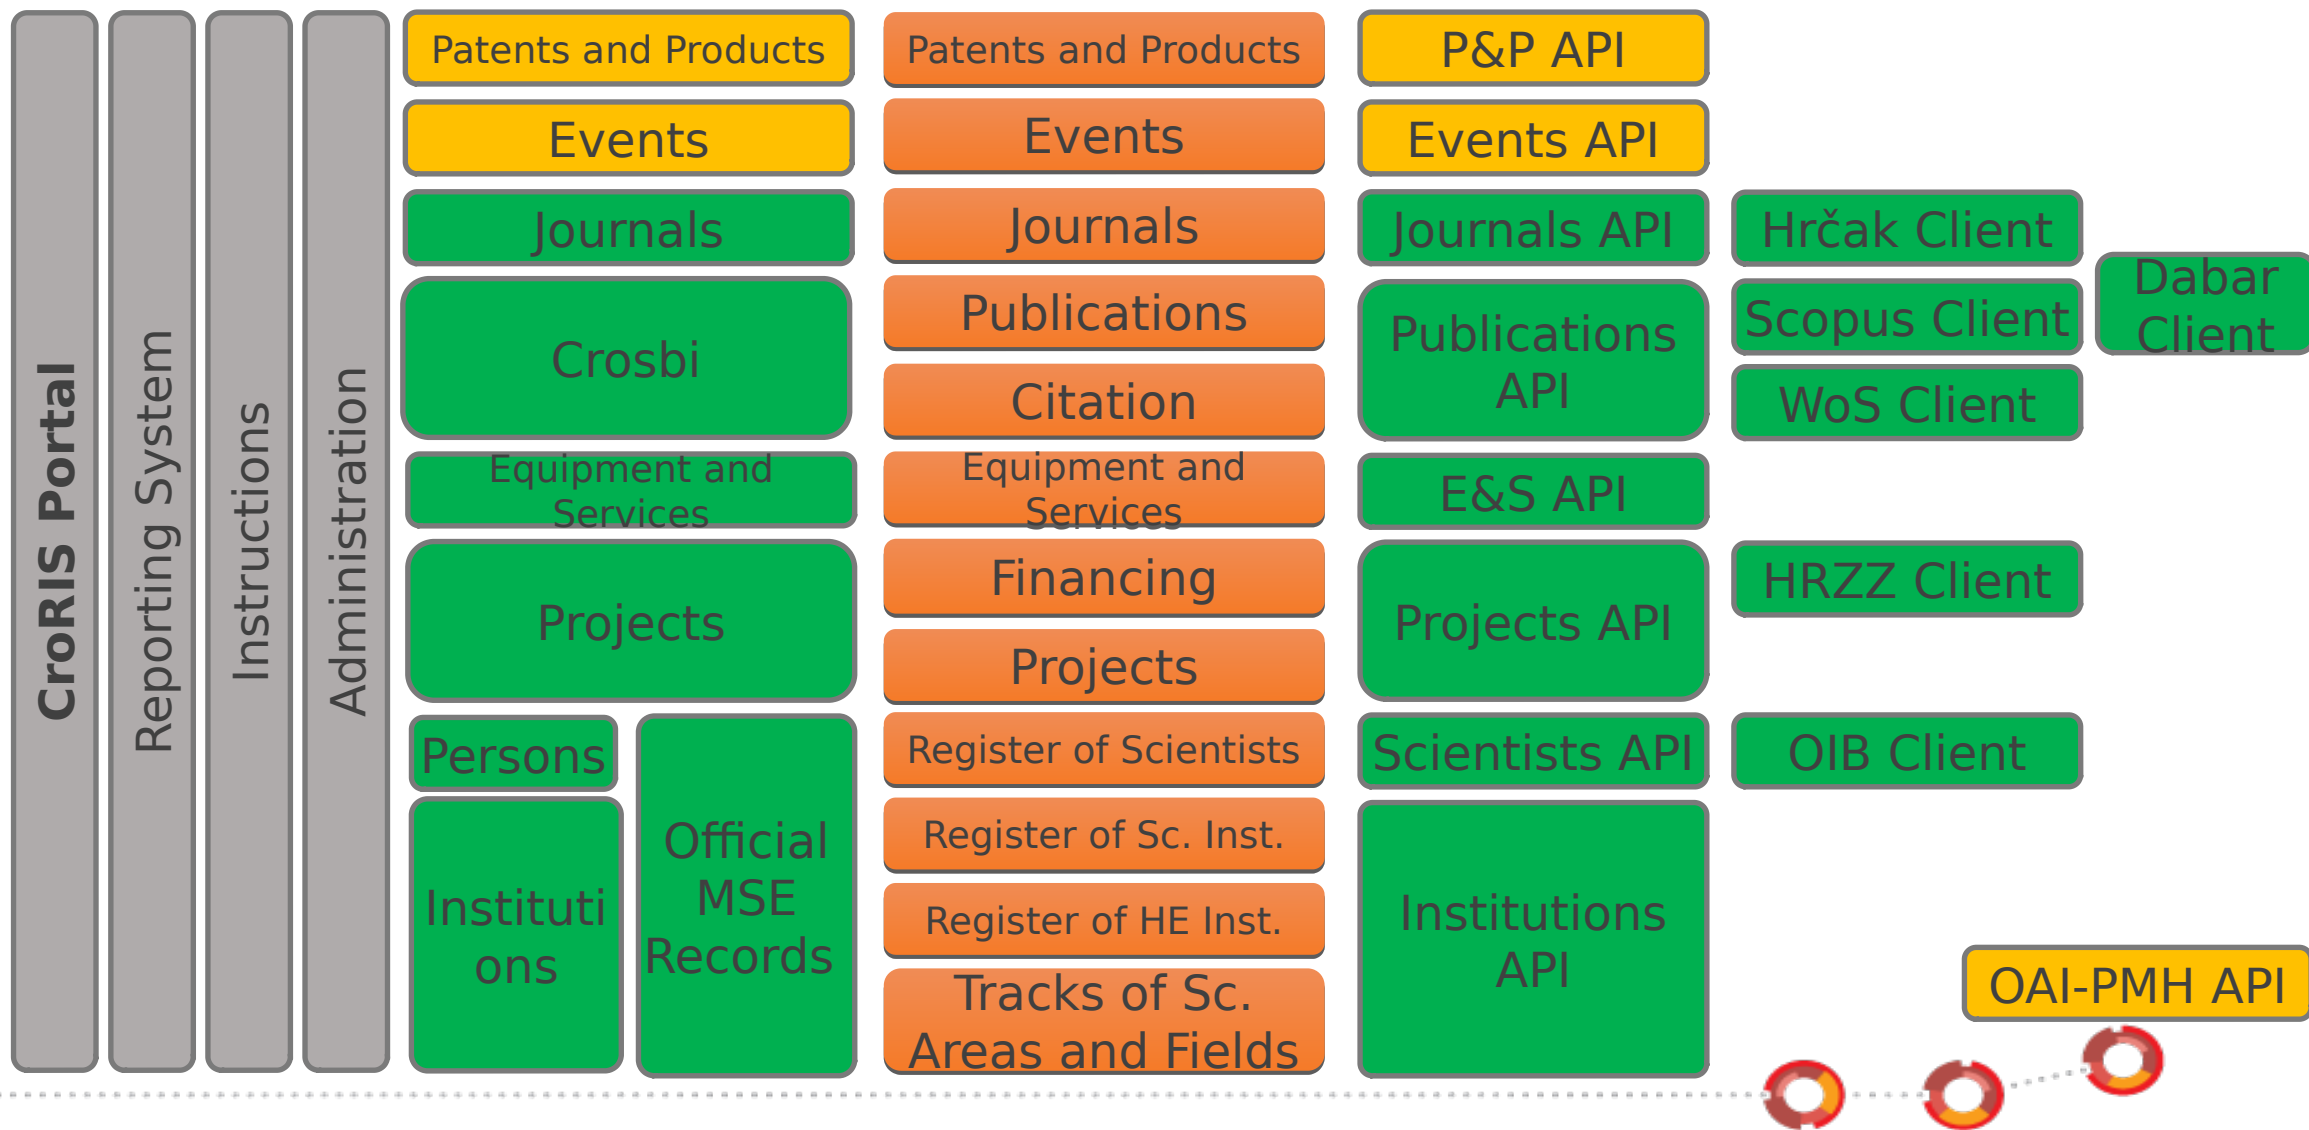 CroRIS Portal
Reporting System
Instructions
Administration
Patents and Products
Events
Journals
Crosbi
Equipment and
Services
Projects
Persons
Instituti
ons
Official
MSE
Records
Patents and Products
Events
Journals
Publications
Citation
Equipment and
Services
Financing
Projects
Register of Scientists
Register of Sc. Inst.
Register of HE Inst.
Tracks of Sc.
Areas and Fields
P&P API
Events API
Journals API
Publications
API
E&S API
Projects API
Scientists API
Institutions
API
Hrčak Client
Scopus Client
WoS Client
HRZZ Client
OIB Client
Dabar
Client
OAI-PMH API